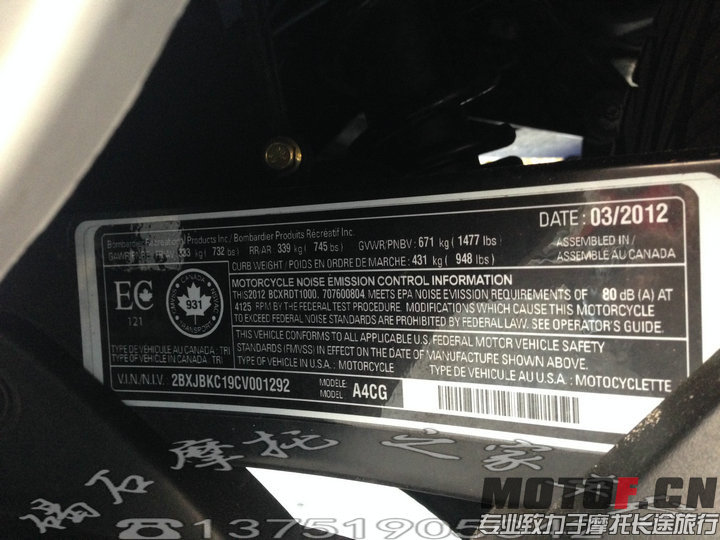 DATE : 03/2012
Bombardier Recreational Products Inc./ Bombardier Produits Récréatif Inc.
333 kg ( 732 lbs) RR/AR 339 kg ( 745 lbs) GVWR/PNBV : 671 kg ( 1477 lbs)
CURB WEIGHT / POIDS EN ORDRE DE MARCHE : 431 kg ( 948 lbs)
ASSEMBLED IN /
ASSEMBLÉ AU CANADA
EC
121
CANADA
931
TRANSPORT
MOTORCYCLE NOISE EMISSION CONTROL INFORMATION
THIS2012 BCXRDT1000. 707600804 MEETS EPA NOISE EMISSION REQUIREMENTS OF 80 dB (A) AT
4125 RPM BY THE FEDERAL TEST PROCEDURE. MODIFICATIONS WHICH CAUSE THIS MOTORCYCLE
TO EXCEED FEDERAL NOISE STANDARDS ARE PROHIBITED BY FEDERAL LAW. SEE OPERATOR'S GUIDE.
THIS VEHICLE CONFORMS TO ALL APPLICABLE U.S. FEDERAL MOTOR VEHICLE SAFETY
STANDARDS (FMVSS) IN EFFECT ON THE DATE OF MANUFACTURE SHOWN ABOVE.
TYPE OF VEHICLE IN CANADA: TRI
TYPE DE VÉHICULE AU CANADA: TRI
TYPE OF VEHICLE IN U.S.A. : MOTORCYCLE
TYPE DE VÉHICULE AU U.S.A. : MOTOCYCLETTE
V.I.N./N.I.V. 2BXJBKC19CV001292
MODEL:
MODÈLE: A4CG
石摩托之家
MOTOF.CN
专业致力于摩托长途旅行
☎13751905